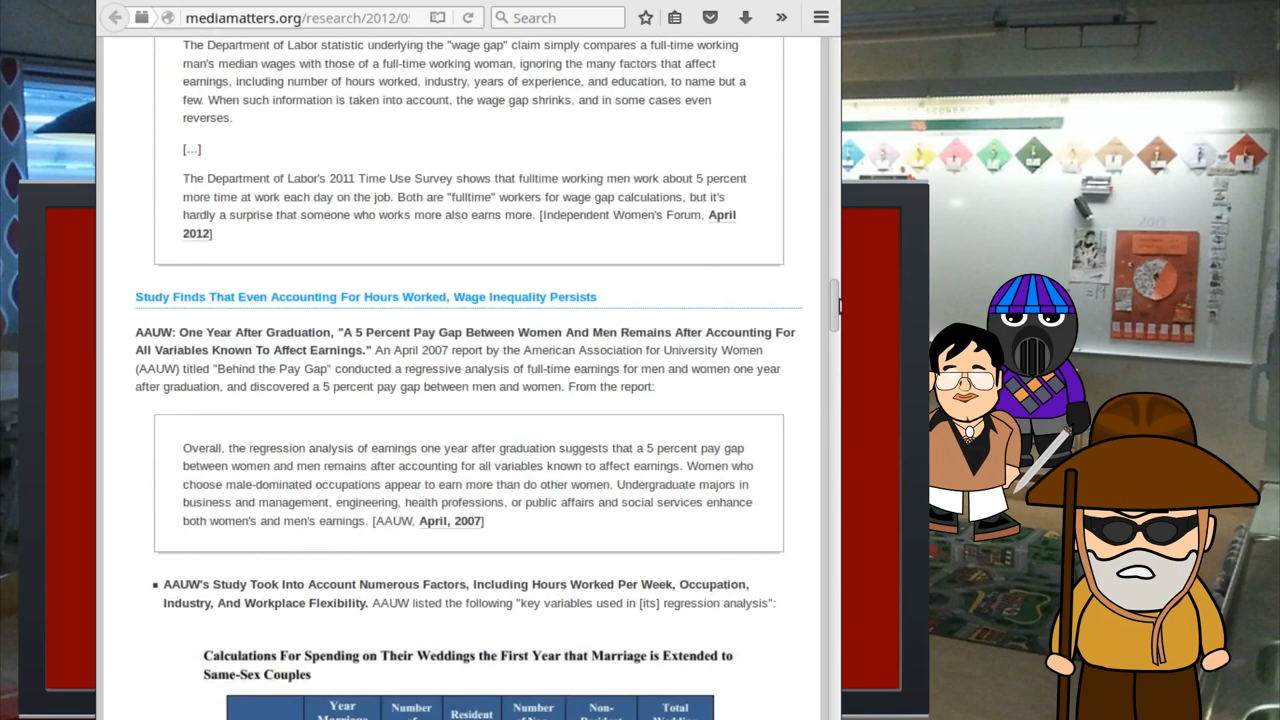 mediamatters.org/research/2012/05
Search
The Department of Labor statistic underlying the "wage gap" claim simply compares a full-time working
man's median wages with those of a full-time working woman, ignoring the many factors that affect
earnings, including number of hours worked, industry, years of experience, and education, to name but a
few. When such information is taken into account, the wage gap shrinks, and in some cases even
reverses.
[...]
The Department of Labor's 2011 Time Use Survey shows that fulltime working men work about 5 percent
more time at work each day on the job. Both are "fulltime" workers for wage gap calculations, but it's
hardly a surprise that someone who works more also earns more. [Independent Women's Forum, April
2012]
Study Finds That Even Accounting For Hours Worked, Wage Inequality Persists
AAUW: One Year After Graduation, "A 5 Percent Pay Gap Between Women And Men Remains After Accounting For
All Variables Known To Affect Earnings." An April 2007 report by the American Association for University Women
(AAUW) titled "Behind the Pay Gap" conducted a regressive analysis of full-time earnings for men and women one year
after graduation, and discovered a 5 percent pay gap between men and women. From the report:
Overall, the regression analysis of earnings one year after graduation suggests that a 5 percent pay gap
between women and men remains after accounting for all variables known to affect earnings. Women who
choose male-dominated occupations appear to earn more than do other women. Undergraduate majors in
business and management, engineering, health professions, or public affairs and social services enhance
both women's and men's earnings. [AAUW, April, 2007]
AAUW's Study Took Into Account Numerous Factors, Including Hours Worked Per Week, Occupation,
Industry, And Workplace Flexibility. AAUW listed the following "key variables used in [its] regression analysis":
Calculations For Spending on Their Weddings the First Year that Marriage is Extended to
Same-Sex Couples
Year Number Resident Number Non- Total